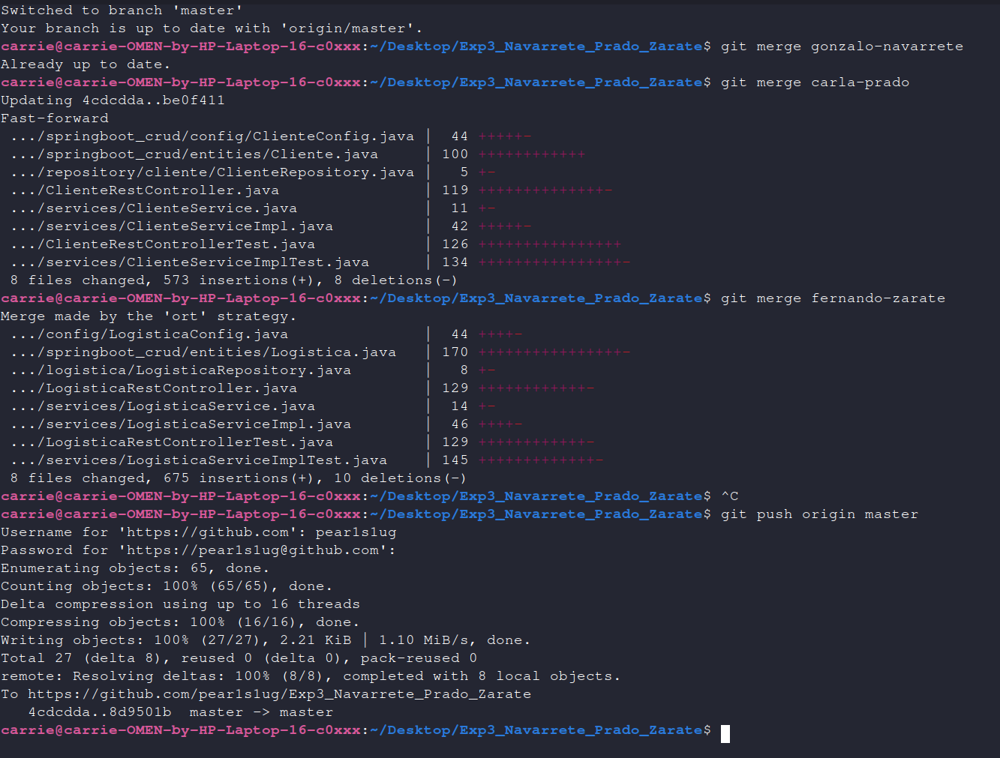 Switched to branch 'master'
Your branch is up to date with 'origin/master'.
carrie@carrie-OMEN-by-HP-Laptop-16-c0xxx:~/Desktop/Exp3_Navarrete_Prado_Zarate$ git merge gonzalo-navarrete
Already up to date.
carrie@carrie-OMEN-by-HP-Laptop-16-c0xxx:~/Desktop/Exp3_Navarrete_Prado_Zarate$ git merge carla-prado
Updating 4cdcdda..be0f411
Fast-forward
 .../springboot_crud/config/ClienteConfig.java |  44 +++++-
 .../springboot_crud/entities/Cliente.java     | 100 ++++++++++++
 .../repository/cliente/ClienteRepository.java |   5 +-
 .../ClienteRestController.java                | 119 ++++++++++++++-
 .../services/ClienteService.java              |  11 +-
 .../services/ClienteServiceImpl.java          |  42 +++++-
 .../ClienteRestControllerTest.java            | 126 ++++++++++++++++
 .../services/ClienteServiceImplTest.java      | 134 ++++++++++++++++-
 8 files changed, 573 insertions(+), 8 deletions(-)
carrie@carrie-OMEN-by-HP-Laptop-16-c0xxx:~/Desktop/Exp3_Navarrete_Prado_Zarate$ git merge fernando-zarate
Merge made by the 'ort' strategy.
 .../config/LogisticaConfig.java               |  44 ++++-
 .../springboot_crud/entities/Logistica.java   | 170 ++++++++++++++++-
 .../logistica/LogisticaRepository.java        |   8 +-
 .../LogisticaRestController.java              | 129 ++++++++++++-
 .../services/LogisticaService.java            |  14 +-
 .../services/LogisticaServiceImpl.java        |  46 ++++-
 .../LogisticaRestControllerTest.java          | 129 ++++++++++++-
 .../services/LogisticaServiceImplTest.java    | 145 +++++++++++++-
 8 files changed, 675 insertions(+), 10 deletions(-)
carrie@carrie-OMEN-by-HP-Laptop-16-c0xxx:~/Desktop/Exp3_Navarrete_Prado_Zarate$ ^C
carrie@carrie-OMEN-by-HP-Laptop-16-c0xxx:~/Desktop/Exp3_Navarrete_Prado_Zarate$ git push origin master
Username for 'https://github.com': pear1s1ug
Password for 'https://pear1s1ug@github.com':
Enumerating objects: 65, done.
Counting objects: 100% (65/65), done.
Delta compression using up to 16 threads
Compressing objects: 100% (16/16), done.
Writing objects: 100% (27/27), 2.21 KiB | 1.10 MiB/s, done.
Total 27 (delta 8), reused 0 (delta 0), pack-reused 0
remote: Resolving deltas: 100% (8/8), completed with 8 local objects.
To https://github.com/pear1s1ug/Exp3_Navarrete_Prado_Zarate
   4cdcdda..8d9501b  master -> master
carrie@carrie-OMEN-by-HP-Laptop-16-c0xxx:~/Desktop/Exp3_Navarrete_Prado_Zarate$